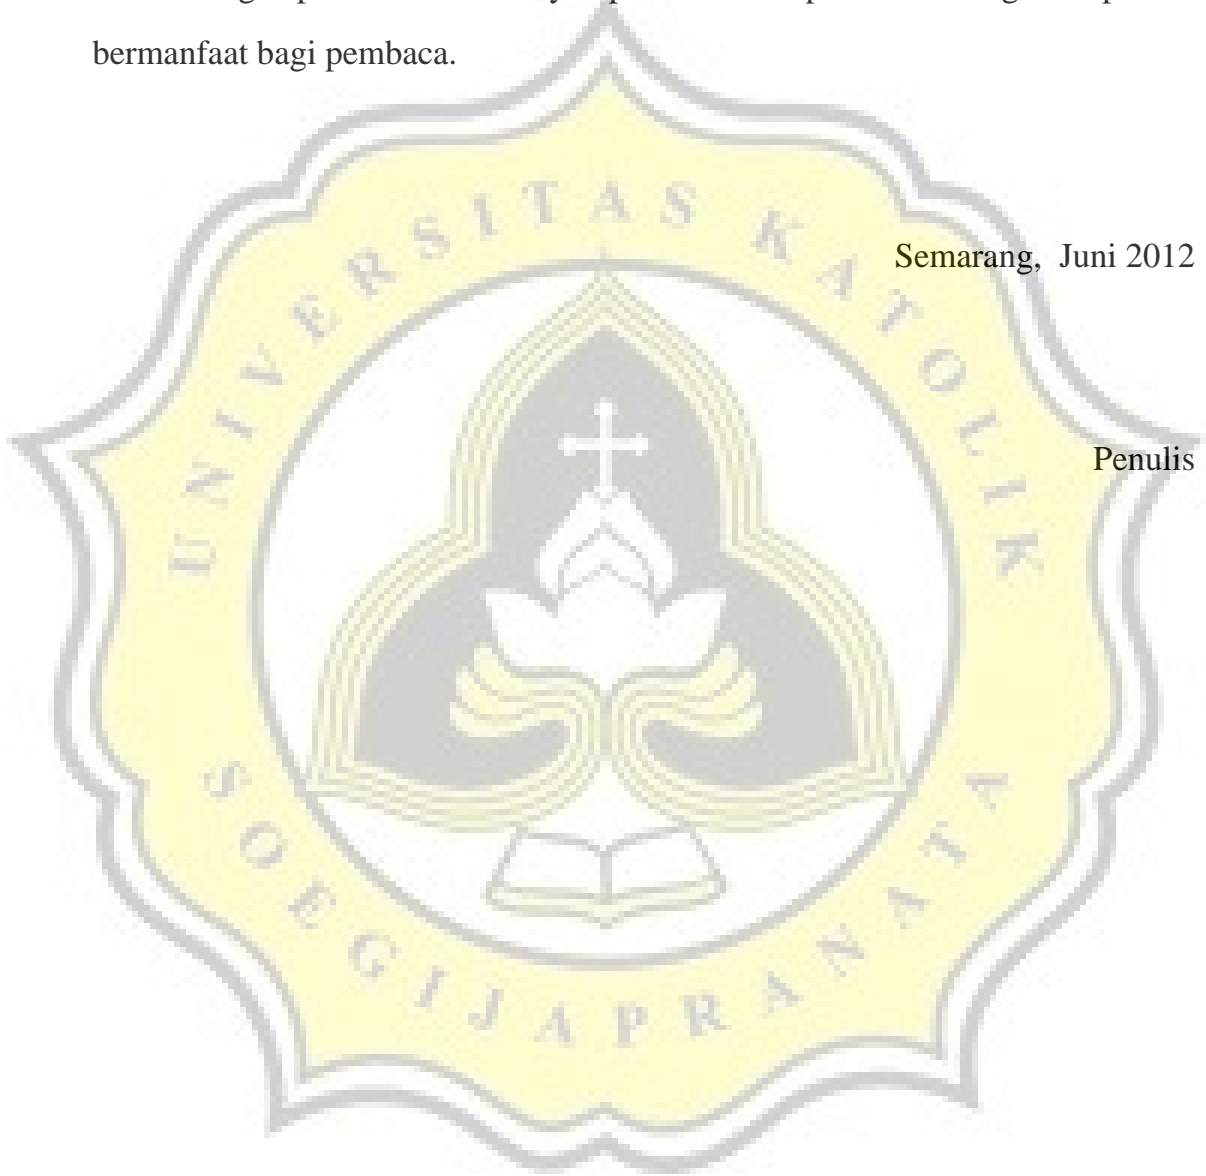 bermanfaat bagi pembaca.
Semarang, Juni 2012
Penulis
UNIVERSITAS KATOLIK
SOEGIJAPRANATA